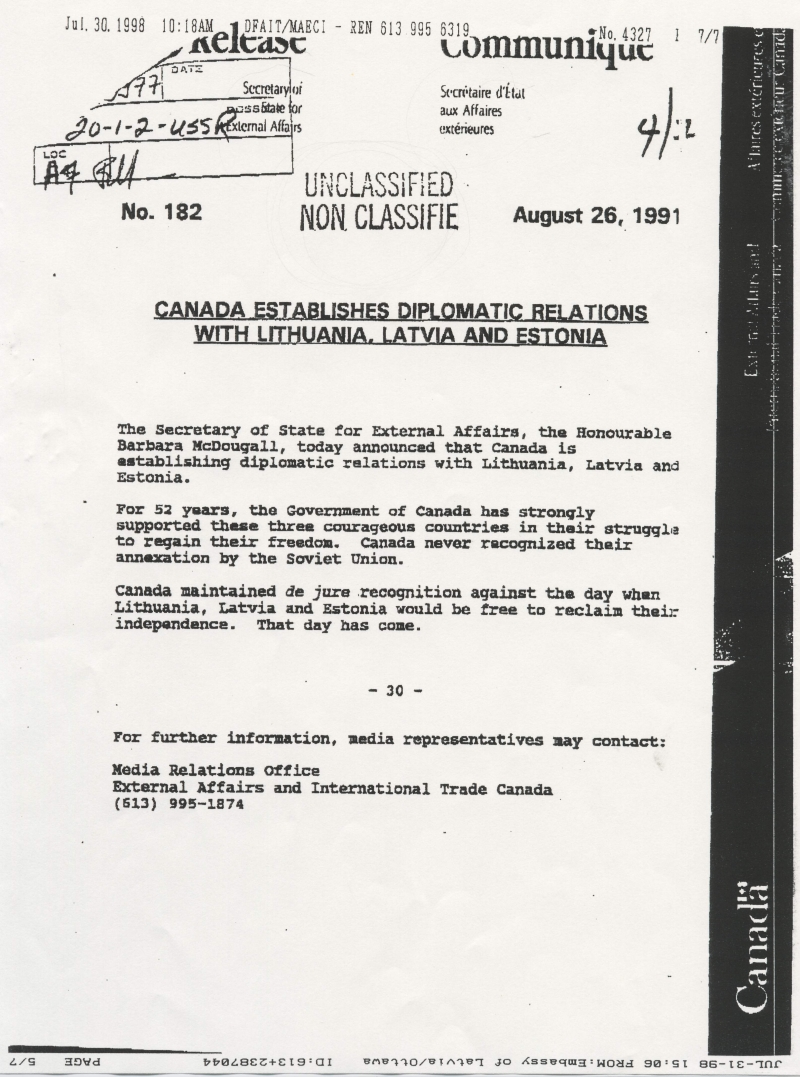 Jul. 30. 1998 10:18AM DFAIT/MAECI - REN 613 995 6319 No. 4327 1 7/7
Release
Communiqué
DATE
Secretary of
State for
External Affairs
Secrétaire d'État
aux Affaires
extérieures
20-1-2-USSR
LOC
UNCLASSIFIED
NON CLASSIFIE
No. 182
August 26, 1991
CANADA ESTABLISHES DIPLOMATIC RELATIONS
WITH LITHUANIA, LATVIA AND ESTONIA
The Secretary of State for External Affairs, the Honourable
Barbara McDougall, today announced that Canada is
establishing diplomatic relations with Lithuania, Latvia and
Estonia.
For 52 years, the Government of Canada has strongly
supported these three courageous countries in their struggle
to regain their freedom. Canada never recognized their
annexation by the Soviet Union.
Canada maintained de jure recognition against the day when
Lithuania, Latvia and Estonia would be free to reclaim their
independence. That day has come.
- 30 -
For further information, media representatives may contact:
Media Relations Office
External Affairs and International Trade Canada
(613) 995-1874
External Affairs and
Affaires extérieures e
Canada
JUL-31-98 15:06 FROM:Embassy of Latvia/Ottawa ID:613+2387044 PAGE 5/7